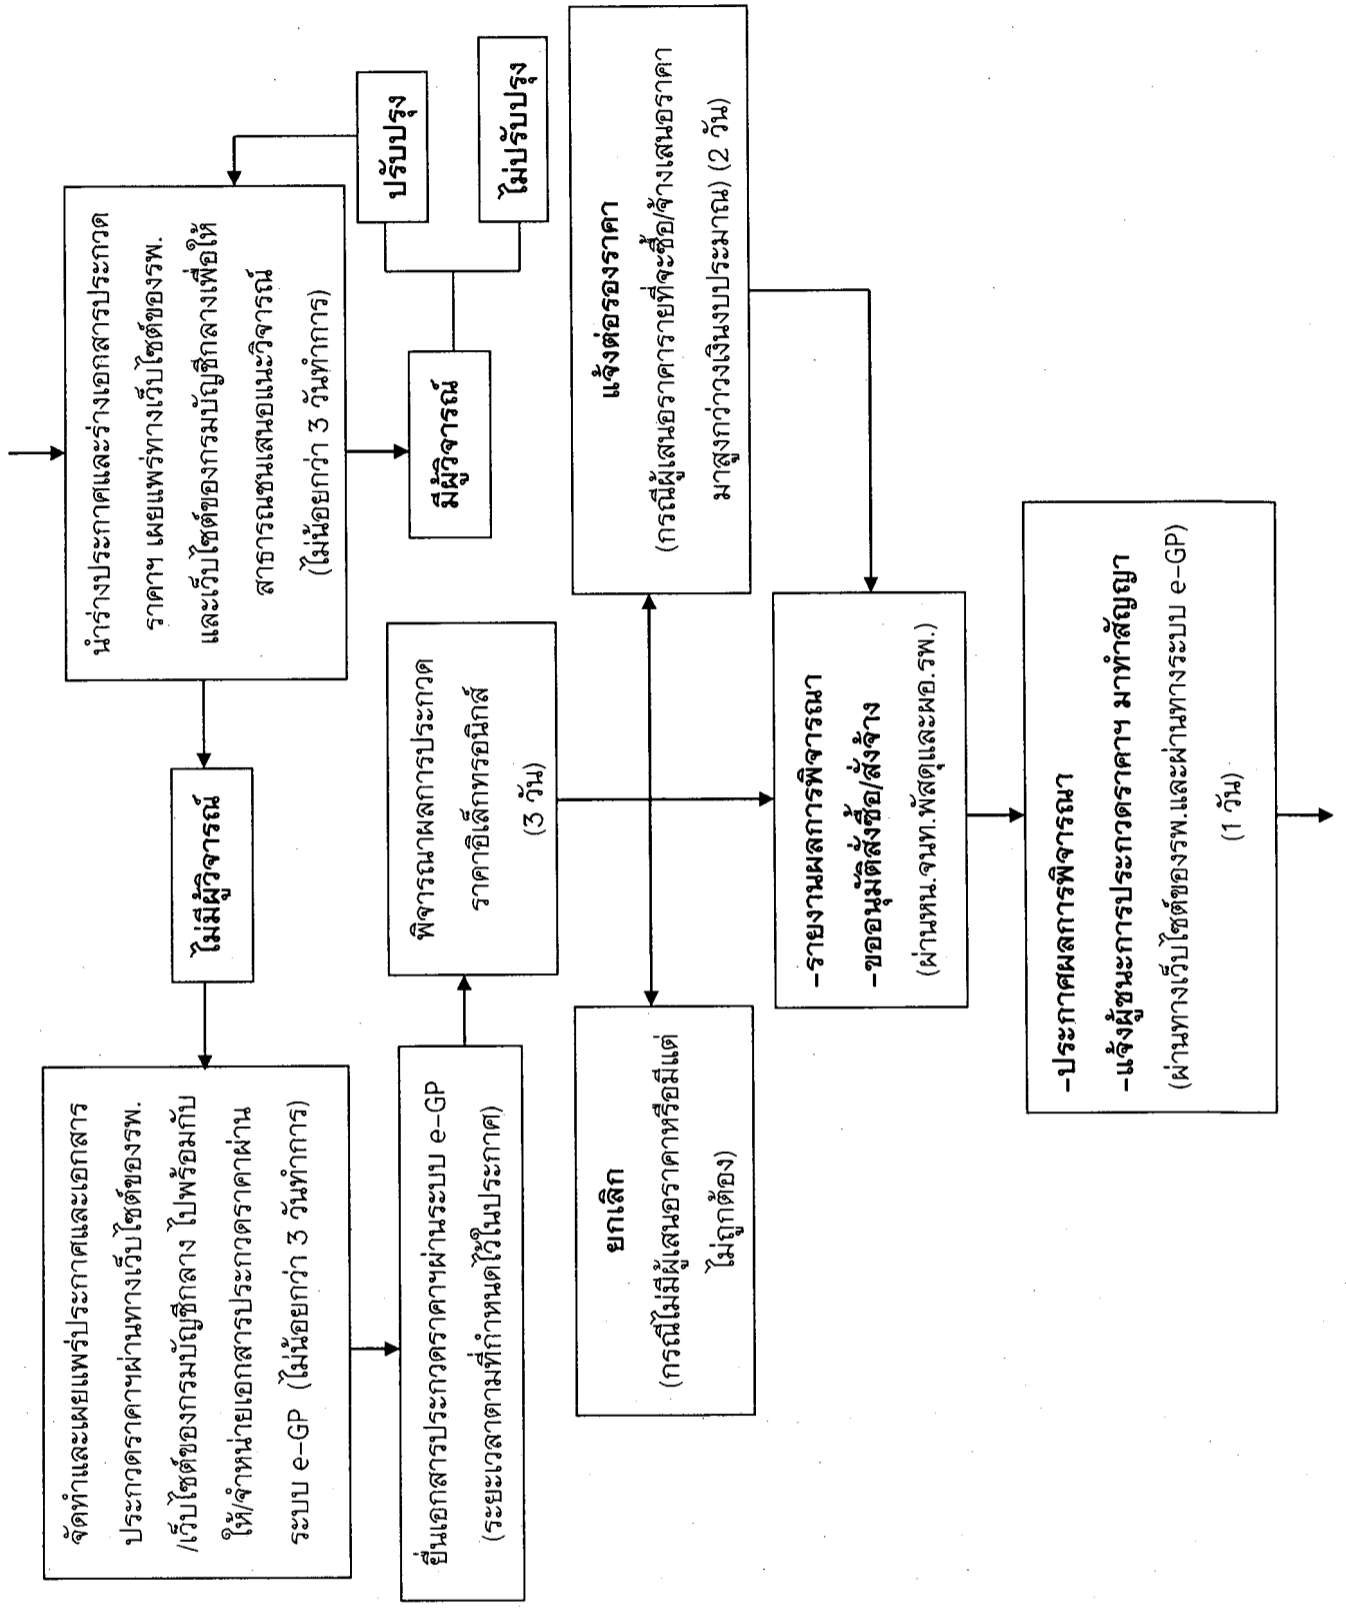 นำร่างประกาศและร่างเอกสารประกวด
ราคาฯ เผยแพร่ทางเว็บไซต์ของรพ.
และเว็บไซต์ของกรมบัญชีกลางเพื่อให้
สาธารณชนเสนอแนะวิจารณ์
(ไม่น้อยกว่า 3 วันทำการ)
ปรับปรุง
ไม่ปรับปรุง
มีผู้วิจารณ์
ไม่มีผู้วิจารณ์
จัดทำและเผยแพร่ประกาศและเอกสาร
ประกวดราคาฯผ่านทางเว็บไซต์ของรพ.
/เว็บไซต์ของกรมบัญชีกลาง ไปพร้อมกับ
ให้/จำหน่ายเอกสารประกวดราคาผ่าน
ระบบ e-GP (ไม่น้อยกว่า 3 วันทำการ)
ยื่นเอกสารประกวดราคาฯผ่านระบบ e-GP
(ระยะเวลาตามที่กำหนดไว้ในประกาศ)
พิจารณาผลการประกวด
ราคาอิเล็กทรอนิกส์
(3 วัน)
แจ้งต่อรองราคา
(กรณีผู้เสนอราคารายที่จะซื้อ/จ้างเสนอราคา
มาสูงกว่าวงเงินงบประมาณ) (2 วัน)
ยกเลิก
(กรณีไม่มีผู้เสนอราคาหรือมีแต่
ไม่ถูกต้อง)
-รายงานผลการพิจารณา
-ขออนุมัติสั่งซื้อ/สั่งจ้าง
(ผ่านหน.จนท.พัสดุและผอ.รพ.)
-ประกาศผลการพิจารณา
-แจ้งผู้ชนะการประกวดราคาฯ มาทำสัญญา
(ผ่านทางเว็บไซต์ของรพ.และผ่านทางระบบ e-GP)
(1 วัน)